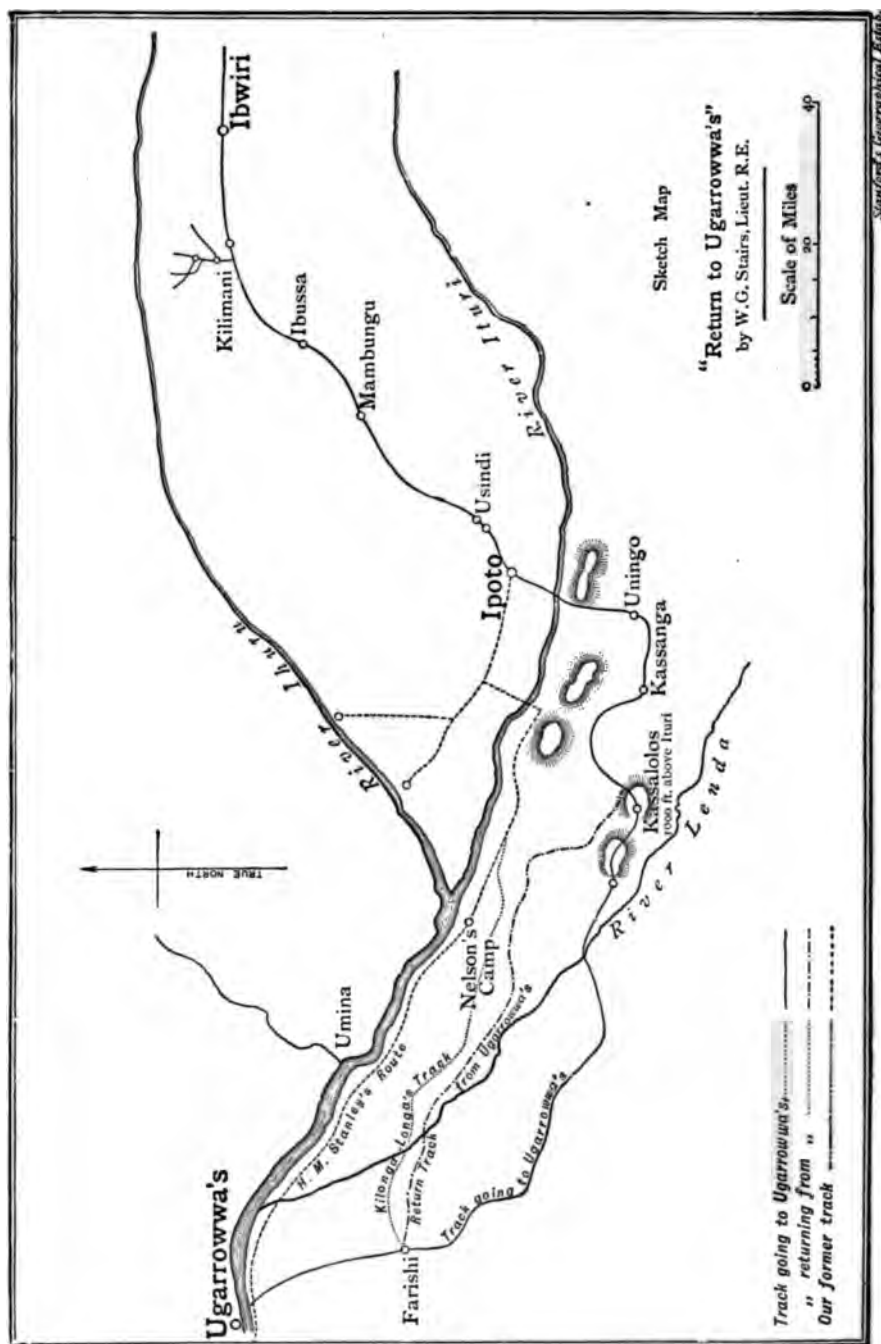 Stanford's Geographical Estab.
Sketch Map
"Return to Ugarrowwa's"
by W.G. Stairs, Lieut. R.E.
Scale of Miles
0 20 40
TRUE NORTH
Ugarrowwa's
Umina
Farishi
H. M. Stanley's Route
Kilonga Longa's Track
Return Track from Ugarrowwa's
Track going to Ugarrowwa's
Nelson's
Camp
River Ihuru
River Ituri
River Lenda
Kassalolos
1000 ft. above Ituri
Kassanga
Uningo
Ipoto
Usindi
Mambungu
Ibussa
Kilimani
Ibwiri
Track going to Ugarrowwa's
" returning from "
Our former track